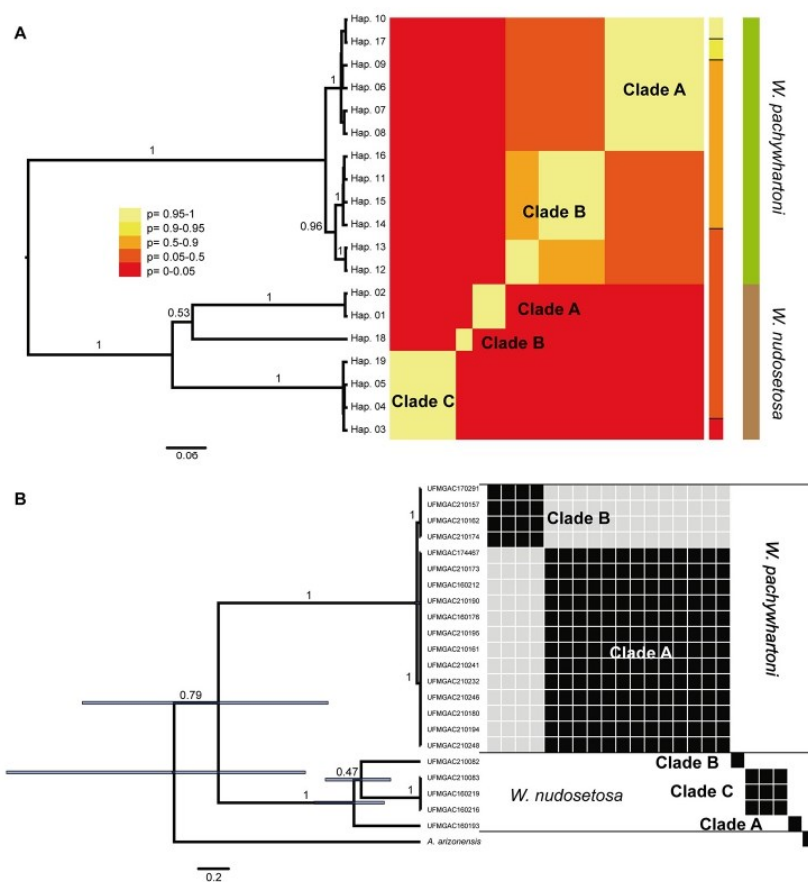 A
Hap. 10
Hap. 17
Hap. 09
Hap. 06
Hap. 07
Hap. 08
Hap. 16
Hap. 11
Hap. 15
Hap. 14
Hap. 13
Hap. 12
Hap. 02
Hap. 01
Hap. 18
Hap. 19
Hap. 05
Hap. 04
Hap. 03
1
1
0.96
1
1
0.53
1
1
p= 0.95-1
p= 0.9-0.95
p= 0.5-0.9
p= 0.05-0.5
p= 0-0.05
0.06
Clade A
Clade B
Clade A
Clade B
Clade C
W. pachywhartoni
W. nudosetosa
B
UFMGAC170291
UFMGAC210157
UFMGAC210162
UFMGAC210174
UFMGAC174467
UFMGAC210173
UFMGAC160212
UFMGAC210190
UFMGAC160176
UFMGAC210195
UFMGAC210161
UFMGAC210241
UFMGAC210232
UFMGAC210246
UFMGAC210180
UFMGAC210194
UFMGAC210248
UFMGAC210082
UFMGAC210083
UFMGAC160219
UFMGAC160216
UFMGAC160193
A. arizonensis
1
1
1
0.79
0.47
1
1
0.2
Clade B
Clade A
W. pachywhartoni
Clade B
Clade C
Clade A
W. nudosetosa